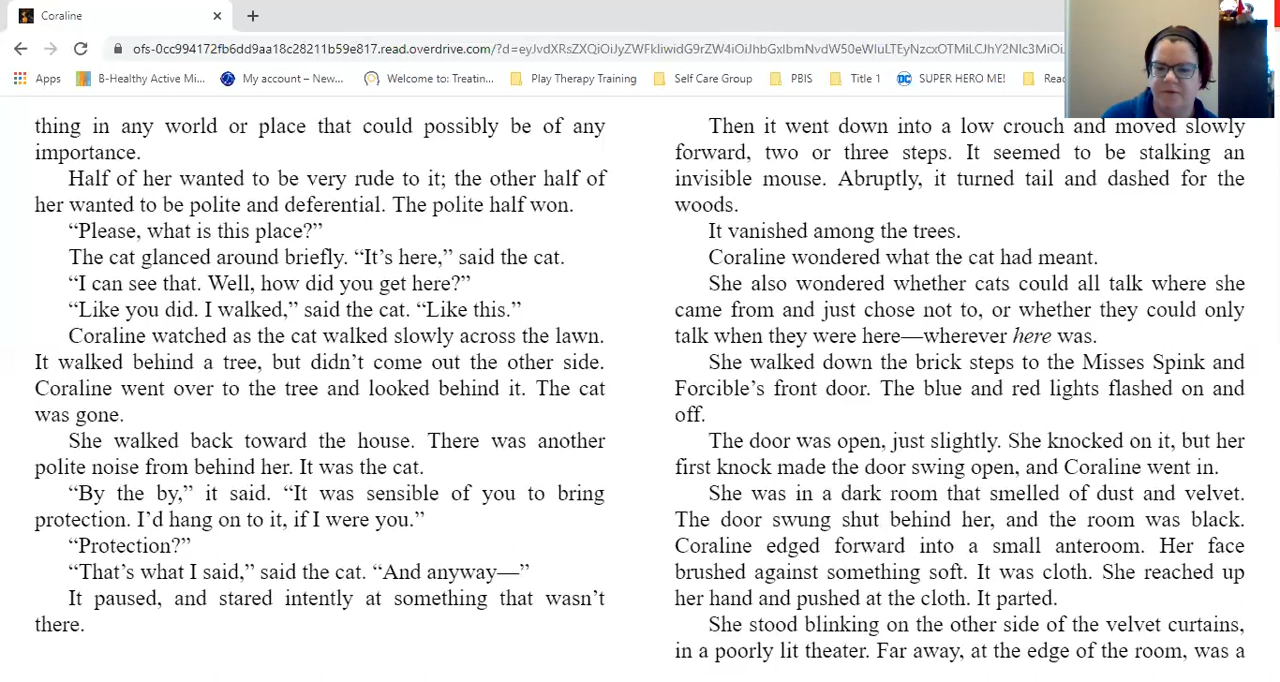 Coraline
ofs-0cc994172fb6dd9aa18c28211b59e817.read.overdrive.com/?d=eyJvdXRsZXQiOiJyZWFkIiwidG9rZW4iOiJhbGxlbmNvdW50eWluLTEyNzcxOTMiLCJhY2Nlc3MiOi
Apps
B-Healthy Active Mi...
My account – New...
Welcome to: Treatin...
Play Therapy Training
Self Care Group
PBIS
Title 1
SUPER HERO ME!
thing in any world or place that could possibly be of any
importance.
Half of her wanted to be very rude to it; the other half of
her wanted to be polite and deferential. The polite half won.
“Please, what is this place?”
The cat glanced around briefly. “It’s here,” said the cat.
“I can see that. Well, how did you get here?”
“Like you did. I walked,” said the cat. “Like this.”
Coraline watched as the cat walked slowly across the lawn.
It walked behind a tree, but didn’t come out the other side.
Coraline went over to the tree and looked behind it. The cat
was gone.
She walked back toward the house. There was another
polite noise from behind her. It was the cat.
“By the by,” it said. “It was sensible of you to bring
protection. I’d hang on to it, if I were you.”
“Protection?”
“That’s what I said,” said the cat. “And anyway—”
It paused, and stared intently at something that wasn’t
there.
Then it went down into a low crouch and moved slowly
forward, two or three steps. It seemed to be stalking an
invisible mouse. Abruptly, it turned tail and dashed for the
woods.
It vanished among the trees.
Coraline wondered what the cat had meant.
She also wondered whether cats could all talk where she
came from and just chose not to, or whether they could only
talk when they were here—wherever here was.
She walked down the brick steps to the Misses Spink and
Forcible’s front door. The blue and red lights flashed on and
off.
The door was open, just slightly. She knocked on it, but her
first knock made the door swing open, and Coraline went in.
She was in a dark room that smelled of dust and velvet.
The door swung shut behind her, and the room was black.
Coraline edged forward into a small anteroom. Her face
brushed against something soft. It was cloth. She reached up
her hand and pushed at the cloth. It parted.
She stood blinking on the other side of the velvet curtains,
in a poorly lit theater. Far away, at the edge of the room, was a